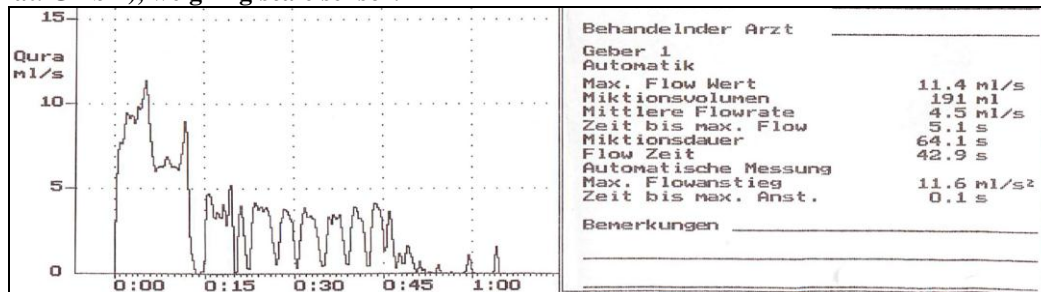 weighing scale sensor
15
Qura
ml/s
10
5
0
0:00 0:15 0:30 0:45 1:00
Behandelnder Arzt
Geber 1
Automatik
Max. Flow Wert 11.4 ml/s
Miktionsvolumen 191 ml
Mittlere Flowrate 4.5 ml/s
Zeit bis max. Flow 5.1 s
Miktionsdauer 64.1 s
Flow Zeit 42.9 s
Automatische Messung
Max. Flowanstieg 11.6 ml/s²
Zeit bis max. Anst. 0.1 s
Bemerkungen